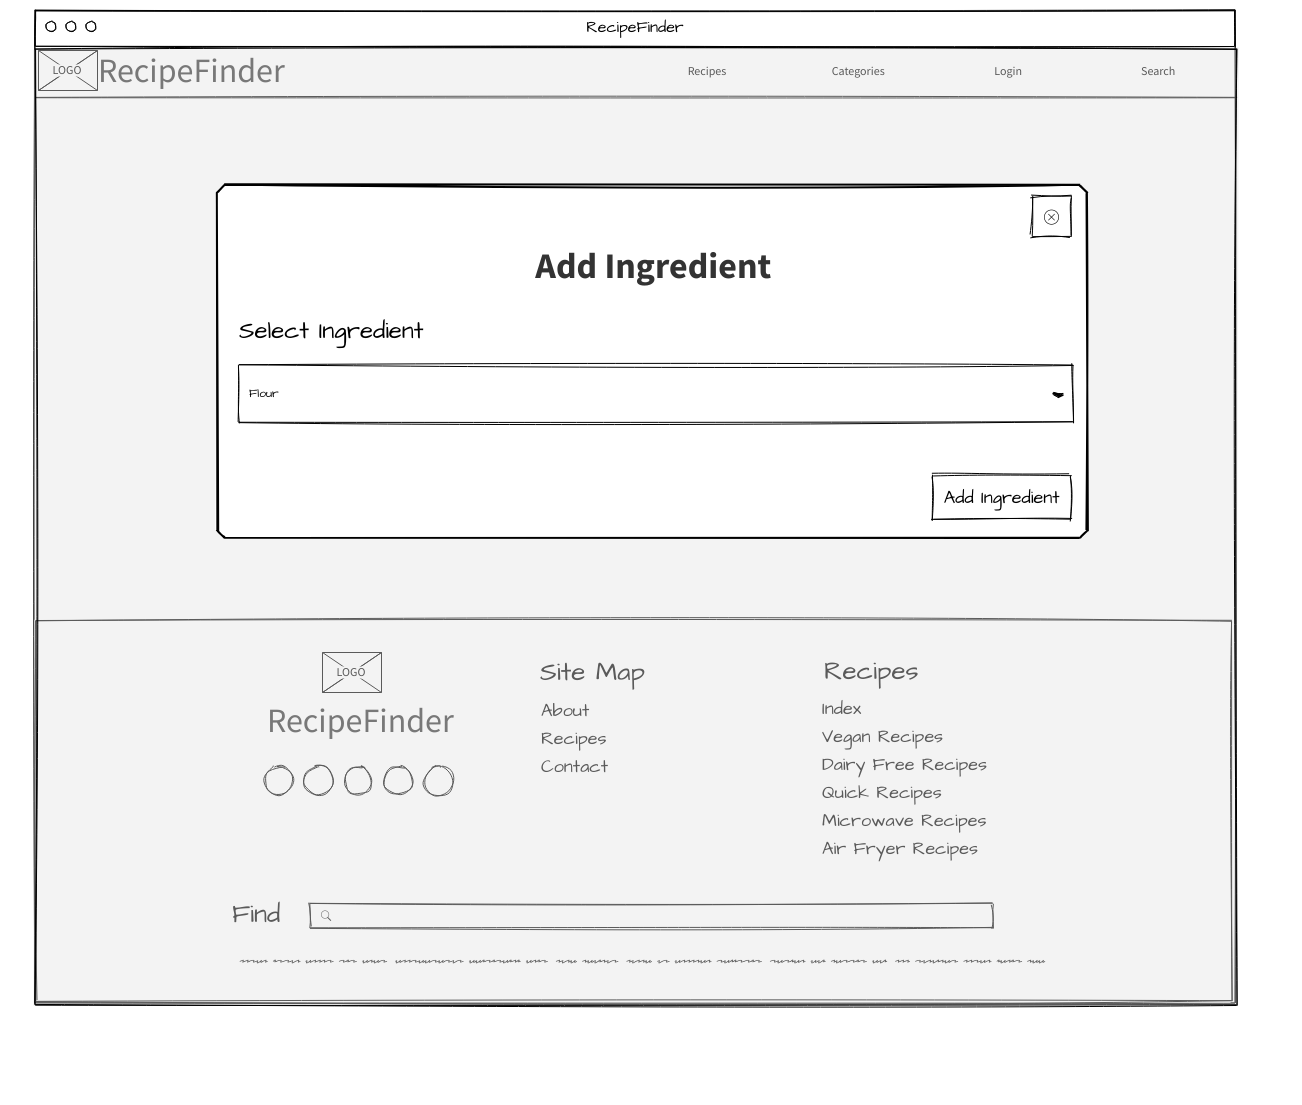 RecipeFinder
LOGO RecipeFinder Recipes Categories Login Search
Add Ingredient
Select Ingredient
Flour
Add Ingredient
LOGO
RecipeFinder
Site Map
About
Recipes
Contact
Recipes
Index
Vegan Recipes
Dairy Free Recipes
Quick Recipes
Microwave Recipes
Air Fryer Recipes
Find